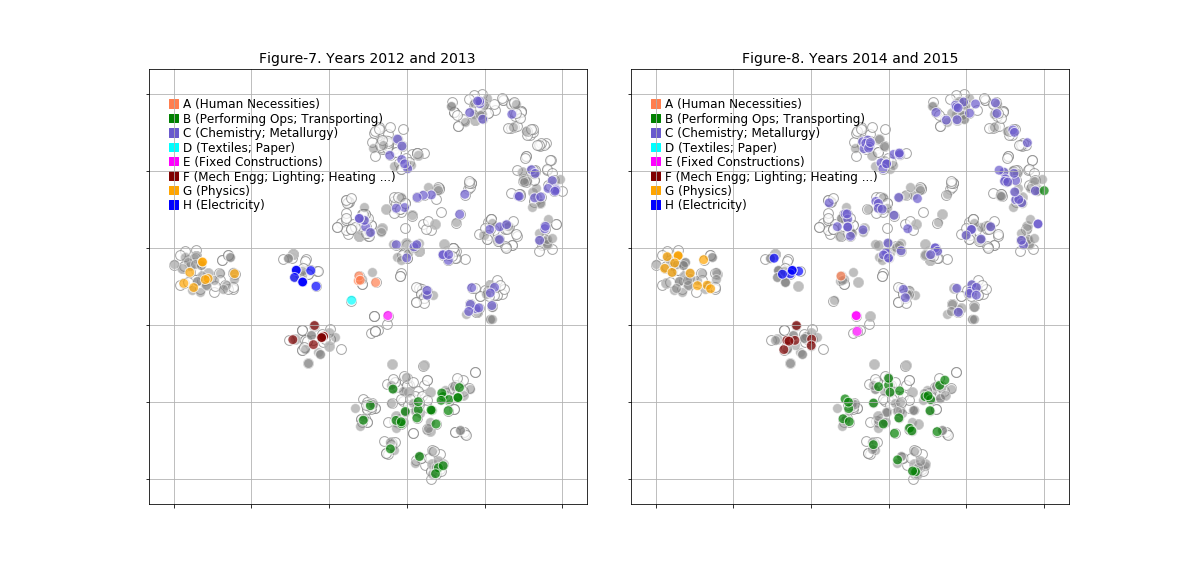 Figure-7. Years 2012 and 2013
A (Human Necessities)
B (Performing Ops; Transporting)
C (Chemistry; Metallurgy)
D (Textiles; Paper)
E (Fixed Constructions)
F (Mech Engg; Lighting; Heating ...)
G (Physics)
H (Electricity)
Figure-8. Years 2014 and 2015
A (Human Necessities)
B (Performing Ops; Transporting)
C (Chemistry; Metallurgy)
D (Textiles; Paper)
E (Fixed Constructions)
F (Mech Engg; Lighting; Heating ...)
G (Physics)
H (Electricity)